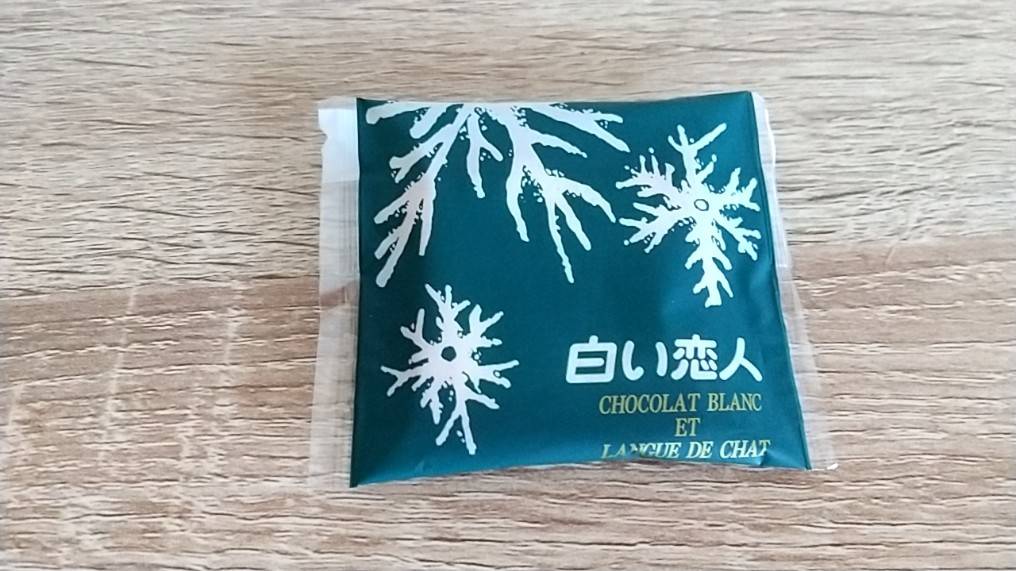 白い恋人
CHOCOLAT BLANC
ET
LANGUE DE CHAT